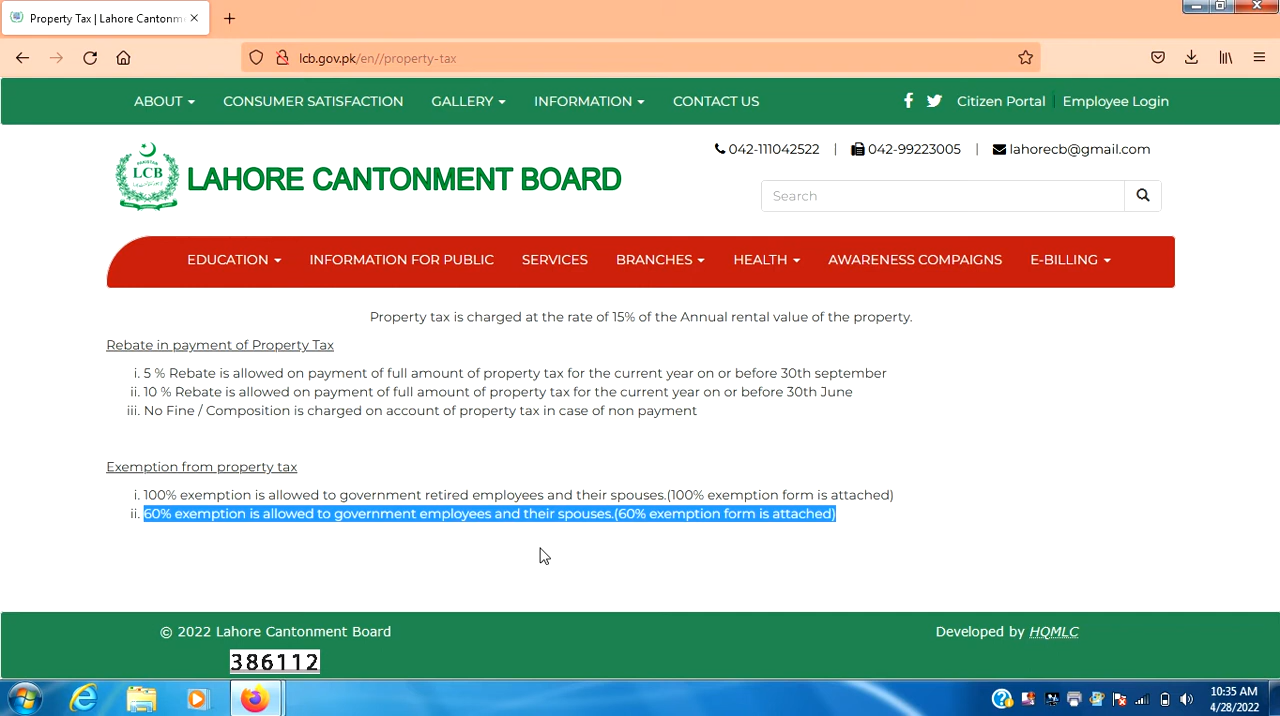 Property Tax | Lahore Cantonm
lcb.gov.pk/en//property-tax
ABOUT CONSUMER SATISFACTION GALLERY INFORMATION CONTACT US Citizen Portal | Employee Login
042-111042522 | 042-99223005 | lahorecb@gmail.com
LCB LAHORE CANTONMENT BOARD
Search
EDUCATION INFORMATION FOR PUBLIC SERVICES BRANCHES HEALTH AWARENESS COMPAIGNS E-BILLING
Property tax is charged at the rate of 15% of the Annual rental value of the property.
Rebate in payment of Property Tax
i. 5 % Rebate is allowed on payment of full amount of property tax for the current year on or before 30th september
ii. 10 % Rebate is allowed on payment of full amount of property tax for the current year on or before 30th June
iii. No Fine / Composition is charged on account of property tax in case of non payment
Exemption from property tax
i. 100% exemption is allowed to government retired employees and their spouses.(100% exemption form is attached)
ii. 60% exemption is allowed to government employees and their spouses.(60% exemption form is attached)
© 2022 Lahore Cantonment Board Developed by HQMLC
386112
10:35 AM
4/28/2022